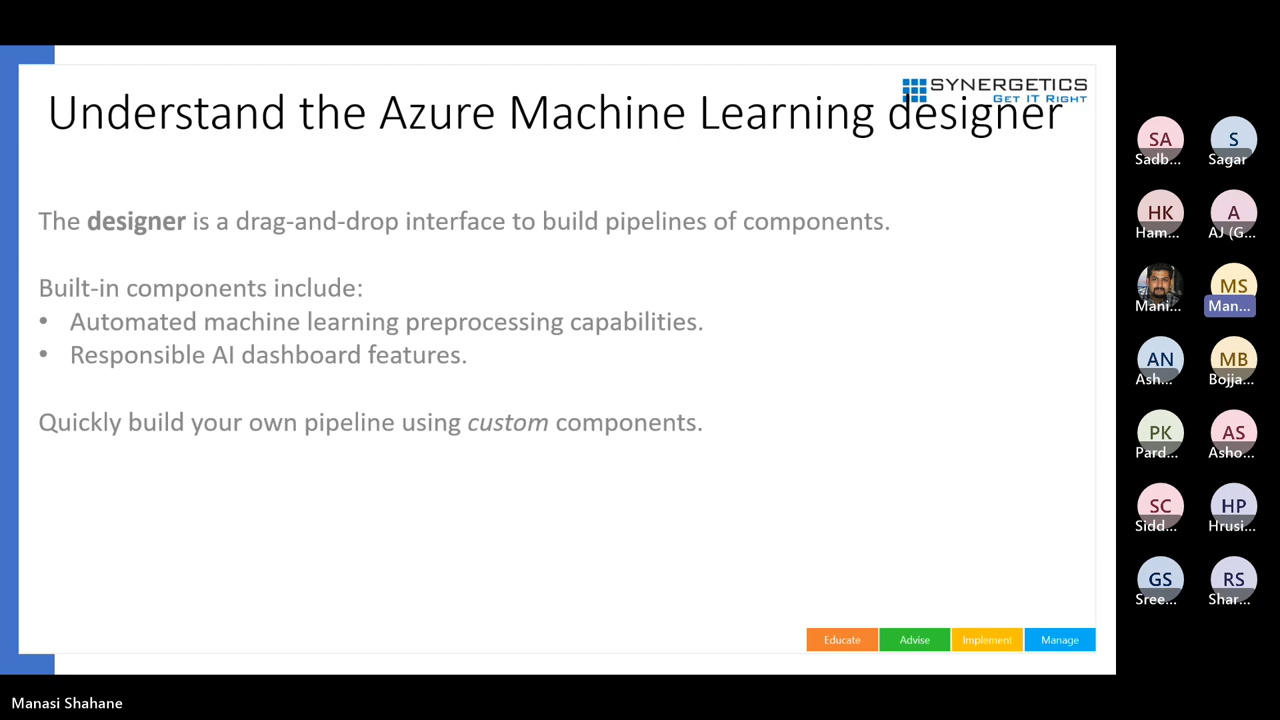 SYNERGETICS
GET IT RIGHT
Understand the Azure Machine Learning designer
The designer is a drag-and-drop interface to build pipelines of components.
Built-in components include:
• Automated machine learning preprocessing capabilities.
• Responsible AI dashboard features.
Quickly build your own pipeline using custom components.
Educate Advise Implement Manage
SA S
Sadb... Sagar
HK A
Ham... AJ (G...
MS
Mani... Man...
AN MB
Ash... Bojja...
PK AS
Pard... Asho...
SC HP
Sidd... Hrusi...
GS RS
Sree... Shar...
Manasi Shahane